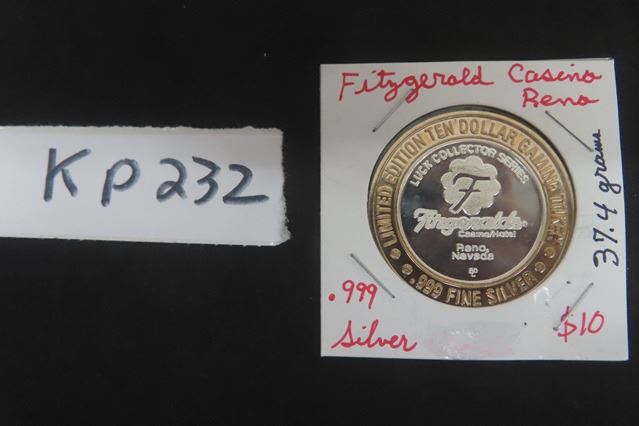 KP232
Fitzgerald Casino
Reno
LIMITED EDITION TEN DOLLAR GAMING TOKEN
LUCK COLLECTOR SERIES
F
Fitzgeralds
Casino/Hotel
Reno,
Nevada
.999 FINE SILVER
37.4 grams
.999
Silver
$10